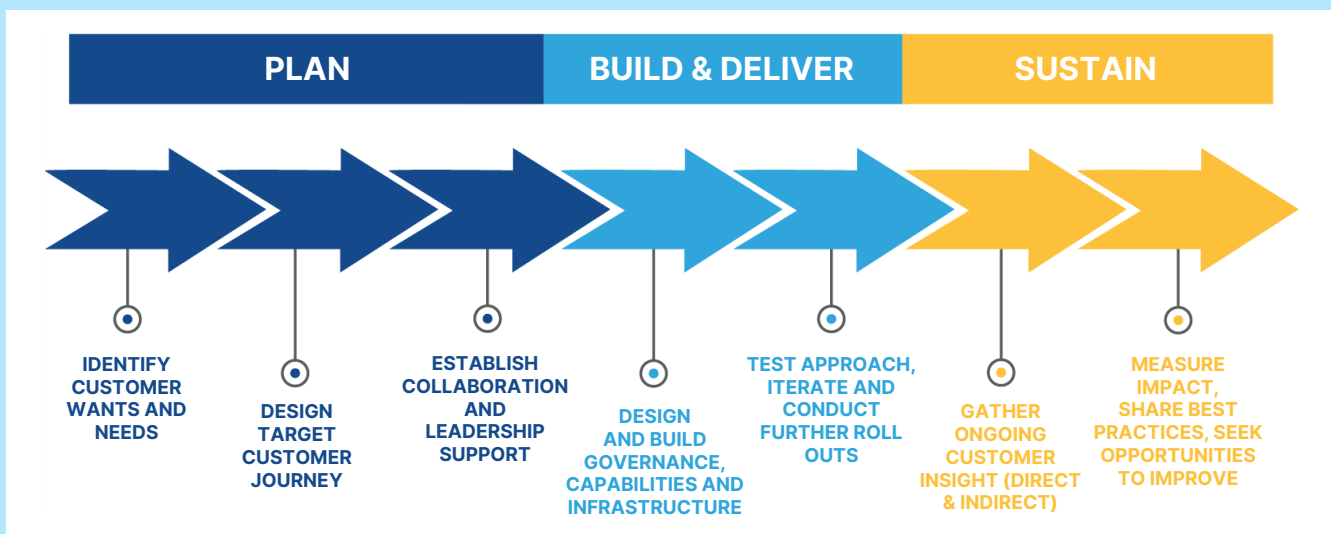 PLAN
BUILD & DELIVER
SUSTAIN
IDENTIFY
CUSTOMER
WANTS AND
NEEDS
DESIGN
TARGET
CUSTOMER
JOURNEY
ESTABLISH
COLLABORATION
AND
LEADERSHIP
SUPPORT
DESIGN
AND BUILD
GOVERNANCE,
CAPABILITIES AND
INFRASTRUCTURE
TEST APPROACH,
ITERATE AND
CONDUCT
FURTHER ROLL
OUTS
GATHER
ONGOING
CUSTOMER
INSIGHT (DIRECT
& INDIRECT)
MEASURE
IMPACT,
SHARE BEST
PRACTICES, SEEK
OPPORTUNITIES
TO IMPROVE